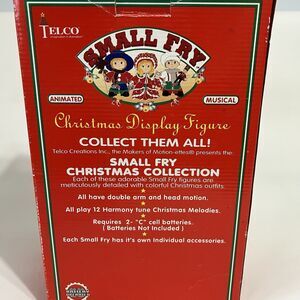 TELCO
SMALL FRY
ANIMATED
MUSICAL
Christmas Display Figure
COLLECT THEM ALL!
Telco Creations Inc., the Makers of Motion-ettes® presents the:
SMALL FRY
CHRISTMAS COLLECTION
Each of these adorable Small Fry figures are
meticulously detailed with colorful Christmas outfits.
All have double arm and head motion.
All play 12 Harmony tune Christmas Melodies.
Requires 2- "C" cell batteries.
( Batteries Not Included )
Each Small Fry has it's own Individual accessories.